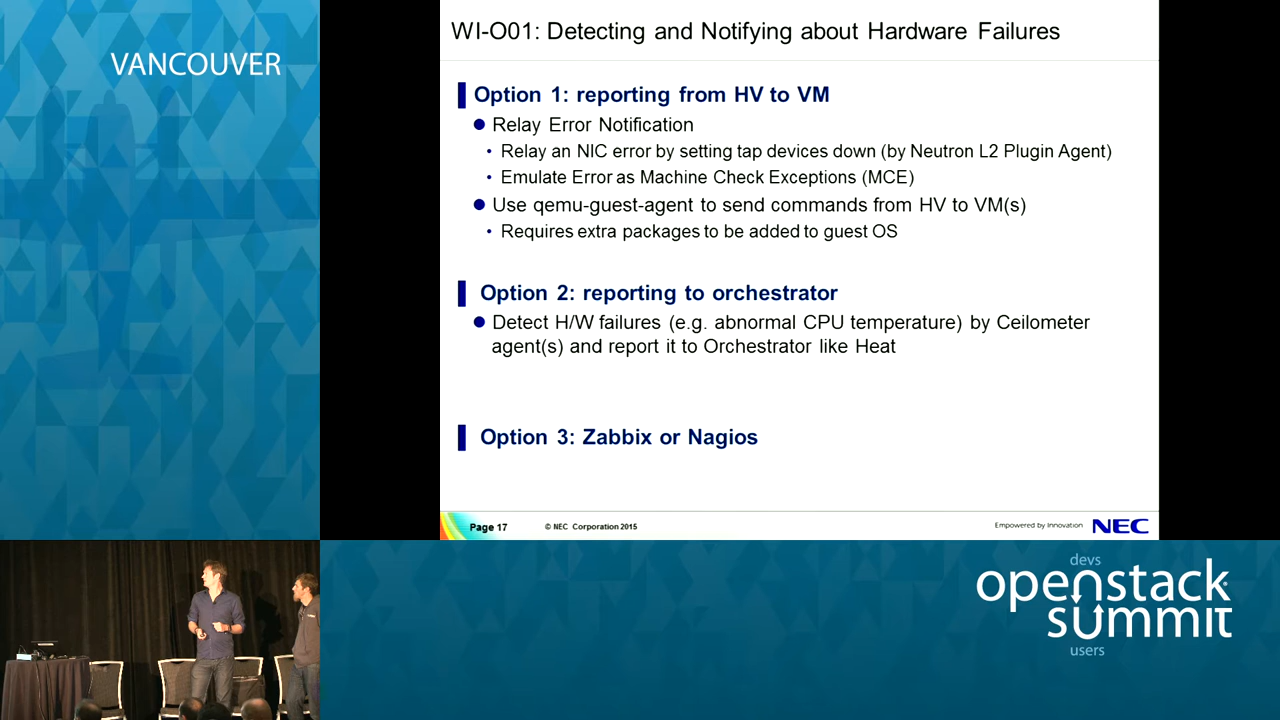 VANCOUVER
WI-O01: Detecting and Notifying about Hardware Failures
Option 1: reporting from HV to VM
Relay Error Notification
Relay an NIC error by setting tap devices down (by Neutron L2 Plugin Agent)
Emulate Error as Machine Check Exceptions (MCE)
Use qemu-guest-agent to send commands from HV to VM(s)
Requires extra packages to be added to guest OS
Option 2: reporting to orchestrator
Detect H/W failures (e.g. abnormal CPU temperature) by Ceilometer
agent(s) and report it to Orchestrator like Heat
Option 3: Zabbix or Nagios
Page 17 © NEC Corporation 2015 Empowered by Innovation NEC
devs
openstack
summit
users